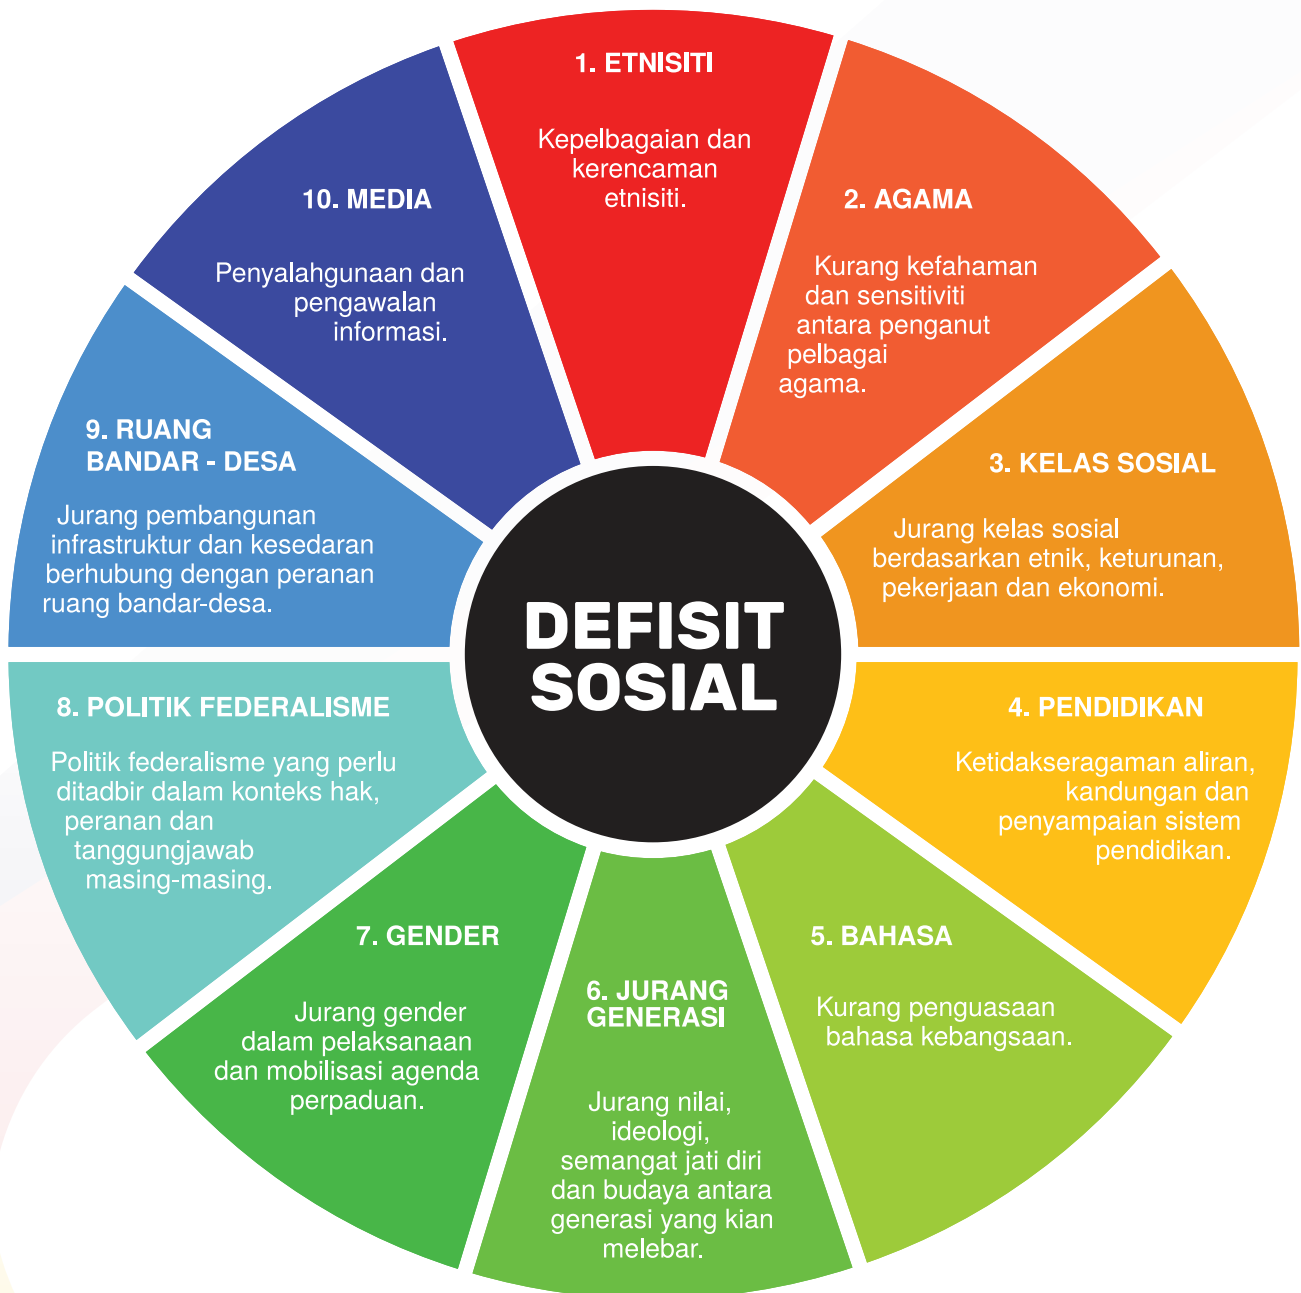 1. ETNISITI
Kepelbagaian dan
kerencaman
etnisiti.
2. AGAMA
Kurang kefahaman
dan sensitiviti
antara penganut
pelbagai
agama.
3. KELAS SOSIAL
Jurang kelas sosial
berdasarkan etnik, keturunan,
pekerjaan dan ekonomi.
4. PENDIDIKAN
Ketidakseragaman aliran,
kandungan dan
penyampaian sistem
pendidikan.
5. BAHASA
Kurang penguasaan
bahasa kebangsaan.
6. JURANG
GENERASI
Jurang nilai,
ideologi,
semangat jati diri
dan budaya antara
generasi yang kian
melebar.
7. GENDER
Jurang gender
dalam pelaksanaan
dan mobilisasi agenda
perpaduan.
8. POLITIK FEDERALISME
Politik federalisme yang perlu
ditadbir dalam konteks hak,
peranan dan
tanggungjawab
masing-masing.
9. RUANG
BANDAR - DESA
Jurang pembangunan
infrastruktur dan kesedaran
berhubung dengan peranan
ruang bandar-desa.
10. MEDIA
Penyalahgunaan dan
pengawalan
informasi.
DEFISIT
SOSIAL